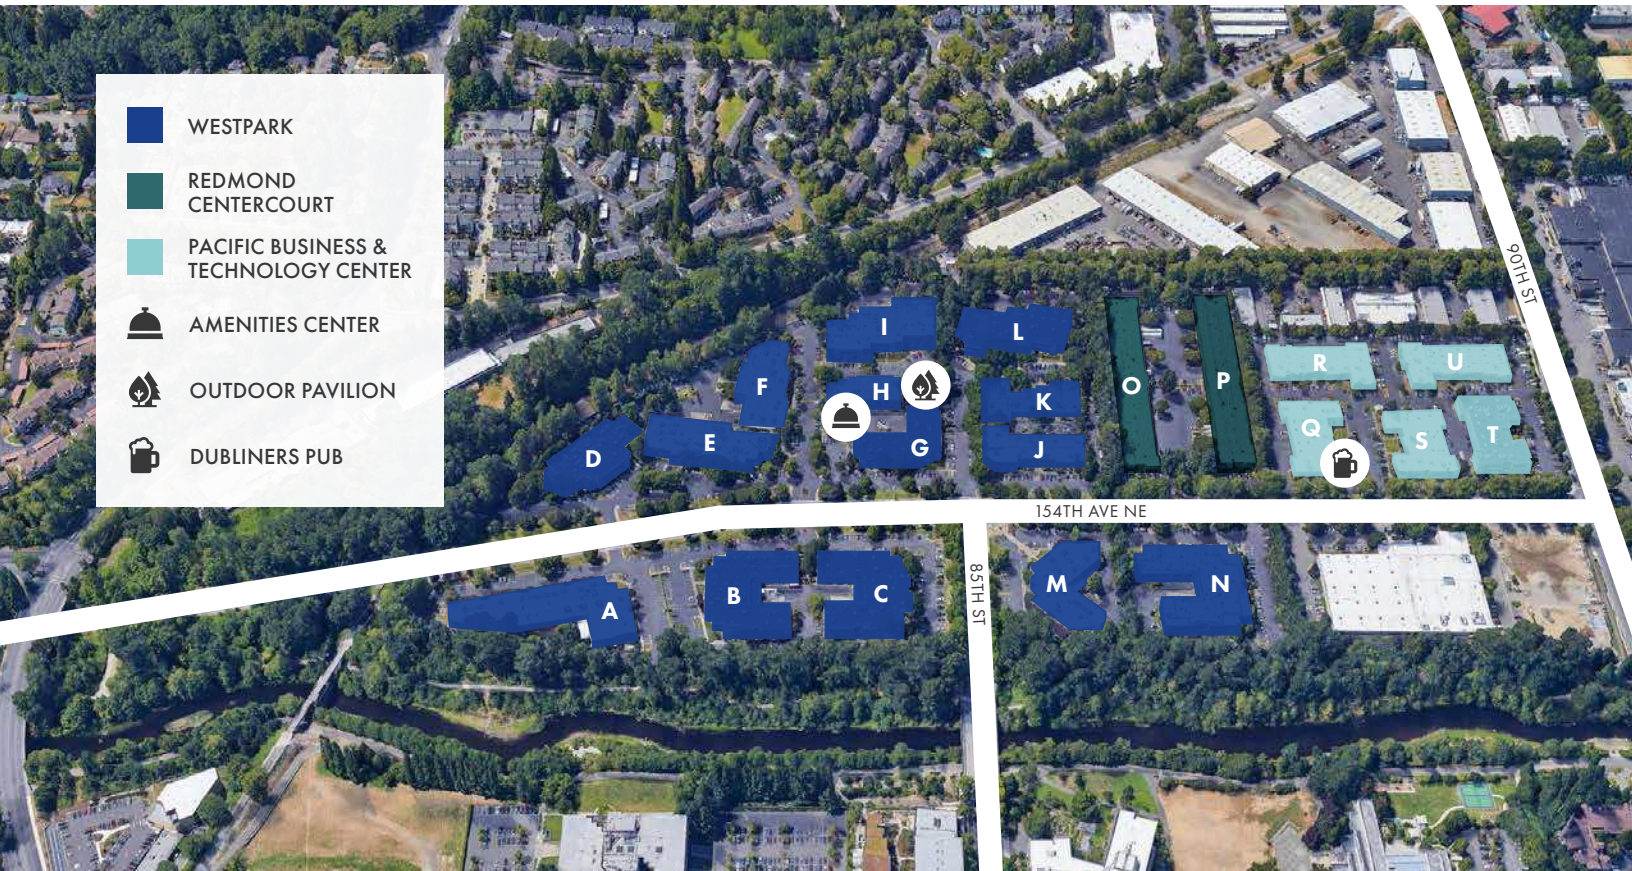 WESTPARK
REDMOND
CENTERCOURT
PACIFIC BUSINESS &
TECHNOLOGY CENTER
AMENITIES CENTER
OUTDOOR PAVILION
DUBLINERS PUB
90TH ST
I
L
F
H
O
P
R
U
K
E
D
G
J
Q
S
T
154TH AVE NE
A
B
C
85TH ST
M
N